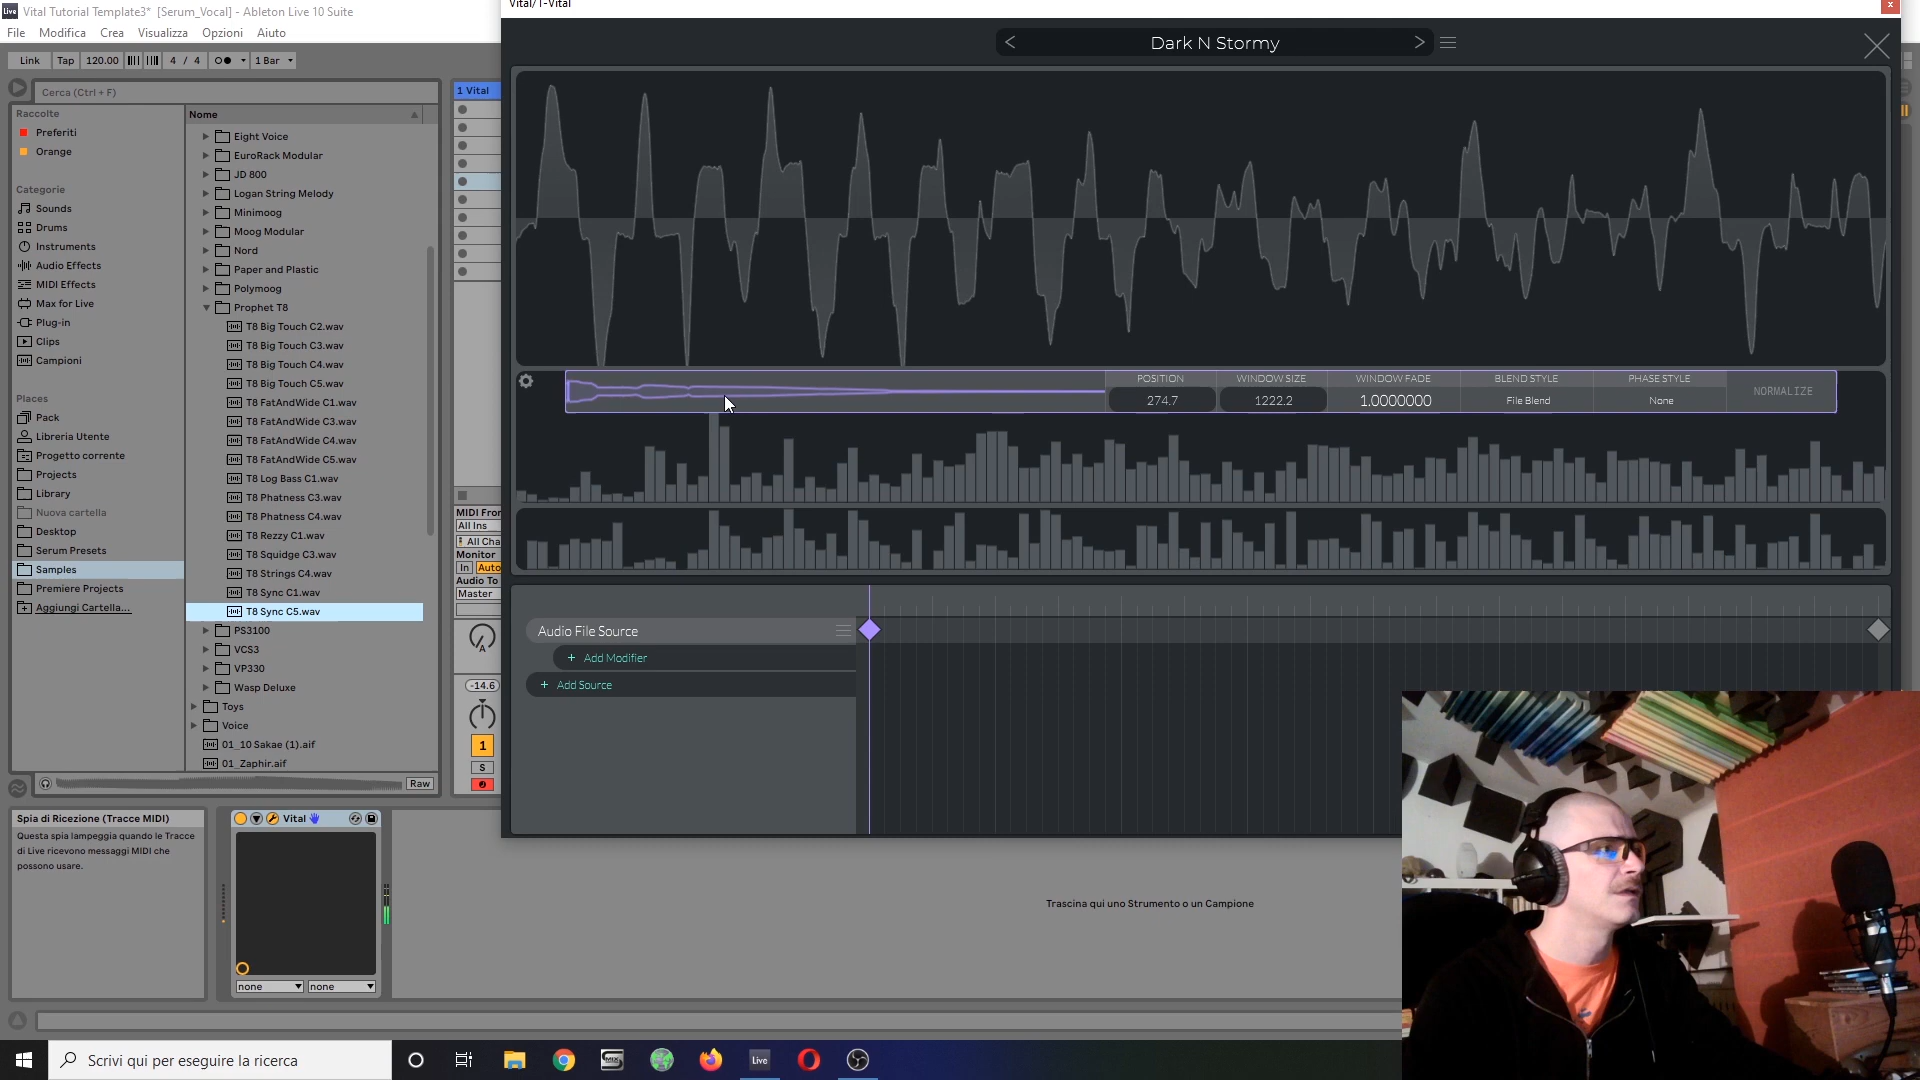 Live Vital Tutorial Template3* [Serum_Vocal] - Ableton Live 10 Suite
Vital/1-Vital
File Modifica Crea Visualizza Opzioni Aiuto
Dark N Stormy
Link Tap 120.00 4 / 4 1 Bar
Cerca (Ctrl + F)
1 Vital
Raccolte
Preferiti
Orange
Categorie
Sounds
Drums
Instruments
Audio Effects
MIDI Effects
Max for Live
Plug-in
Clips
Campioni
Places
Pack
Libreria Utente
Progetto corrente
Projects
Library
Nuova cartella
Desktop
Serum Presets
Samples
Premiere Projects
Aggiungi Cartella...
Nome
Eight Voice
EuroRack Modular
JD 800
Logan String Melody
Minimoog
Moog Modular
Nord
Paper and Plastic
Polymoog
Prophet T8
T8 Big Touch C2.wav
T8 Big Touch C3.wav
T8 Big Touch C4.wav
T8 Big Touch C5.wav
T8 FatAndWide C1.wav
T8 FatAndWide C3.wav
T8 FatAndWide C4.wav
T8 FatAndWide C5.wav
T8 Log Bass C1.wav
T8 Phatness C3.wav
T8 Phatness C4.wav
T8 Rezzy C1.wav
T8 Squidge C3.wav
T8 Strings C4.wav
T8 Sync C1.wav
T8 Sync C5.wav
PS3100
VCS3
VP330
Wasp Deluxe
Toys
Voice
01_10 Sakae (1).aif
01_Zaphir.aif
Raw
MIDI From
All Ins
All Cha
Monitor
In Auto
Audio To
Master
A
-14.6
1
S
POSITION WINDOW SIZE WINDOW FADE BLEND STYLE PHASE STYLE
274.7 1222.2 1.0000000 File Blend None NORMALIZE
Audio File Source
+ Add Modifier
+ Add Source
Spia di Ricezione (Tracce MIDI)
Questa spia lampeggia quando le Tracce
di Live ricevono messaggi MIDI che
possono usare.
Vital
none none
Trascina qui uno Strumento o un Campione
Scrivi qui per eseguire la ricerca
MIX
Live